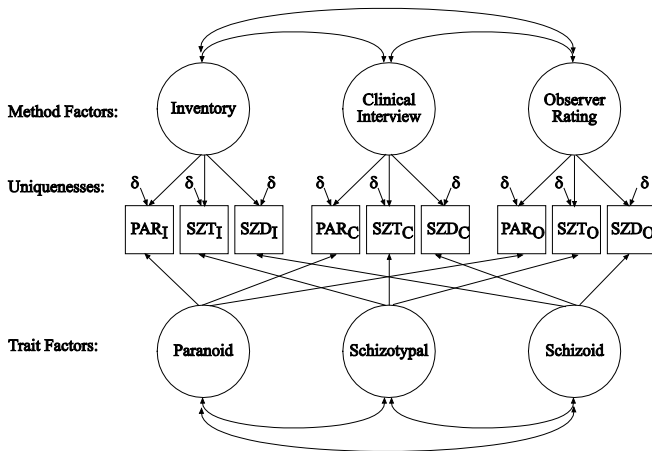 Method Factors:
Inventory
Clinical
Interview
Observer
Rating
Uniquenesses:
δ δ δ δ δ δ δ δ δ
PARI SZTI SZDI PARC SZTC SZDC PARO SZTO SZDO
Trait Factors:
Paranoid
Schizotypal
Schizoid